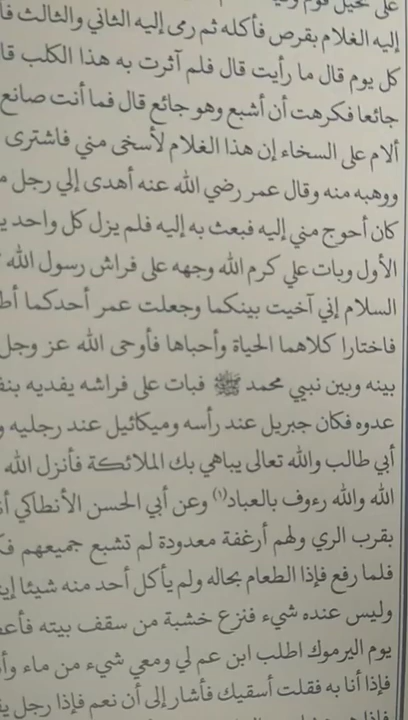 على نخيل قوم وفيه
إليه الغلام بقرص فأكله ثم رمى إليه الثاني والثالث
كل يوم قال ما رأيت قال فلم آثرت به هذا الكلب
جائعا فكرهت أن أشبع وهو جائع قال فما أنت صانع
ألام على السخاء إن هذا الغلام لأسخى مني فاشترى
ووهبه منه وقال عمر رضي الله عنه أهدى إلي رجل
كان أحوج مني إليه فبعث به إليه فلم يزل كل واحد
الأول وبات علي كرم الله وجهه على فراش رسول الله
السلام إني آخيت بينكما وجعلت عمر أحدكما
فاختارا كلاهما الحياة وأحباها فأوحى الله عز وجل
بينه وبين نبيي محمد ﷺ فبات على فراشه يفديه
عدوه فكان جبريل عند رأسه وميكائيل عند رجليه
أبي طالب والله تعالى يباهي بك الملائكة فأنزل الله
الله والله رءوف بالعباد(١) وعن أبي الحسن الأنطاكي
بقرب الري ولهم أرغفة معدودة لم تشبع جميعهم
فلما رفع فإذا الطعام بحاله ولم يأكل أحد منه شيئا
وليس عنده شيء فنزع خشبة من سقف بيته
يوم اليرموك اطلب ابن عم لي ومعي شيء من ماء
فإذا أنا به فقلت أسقيك فأشار إلي أن نعم فإذا رجل